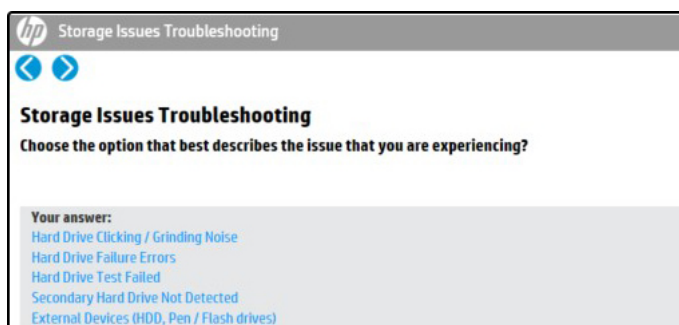 hp Storage Issues Troubleshooting
Storage Issues Troubleshooting
Choose the option that best describes the issue that you are experiencing?
Your answer:
Hard Drive Clicking / Grinding Noise
Hard Drive Failure Errors
Hard Drive Test Failed
Secondary Hard Drive Not Detected
External Devices (HDD, Pen / Flash drives)